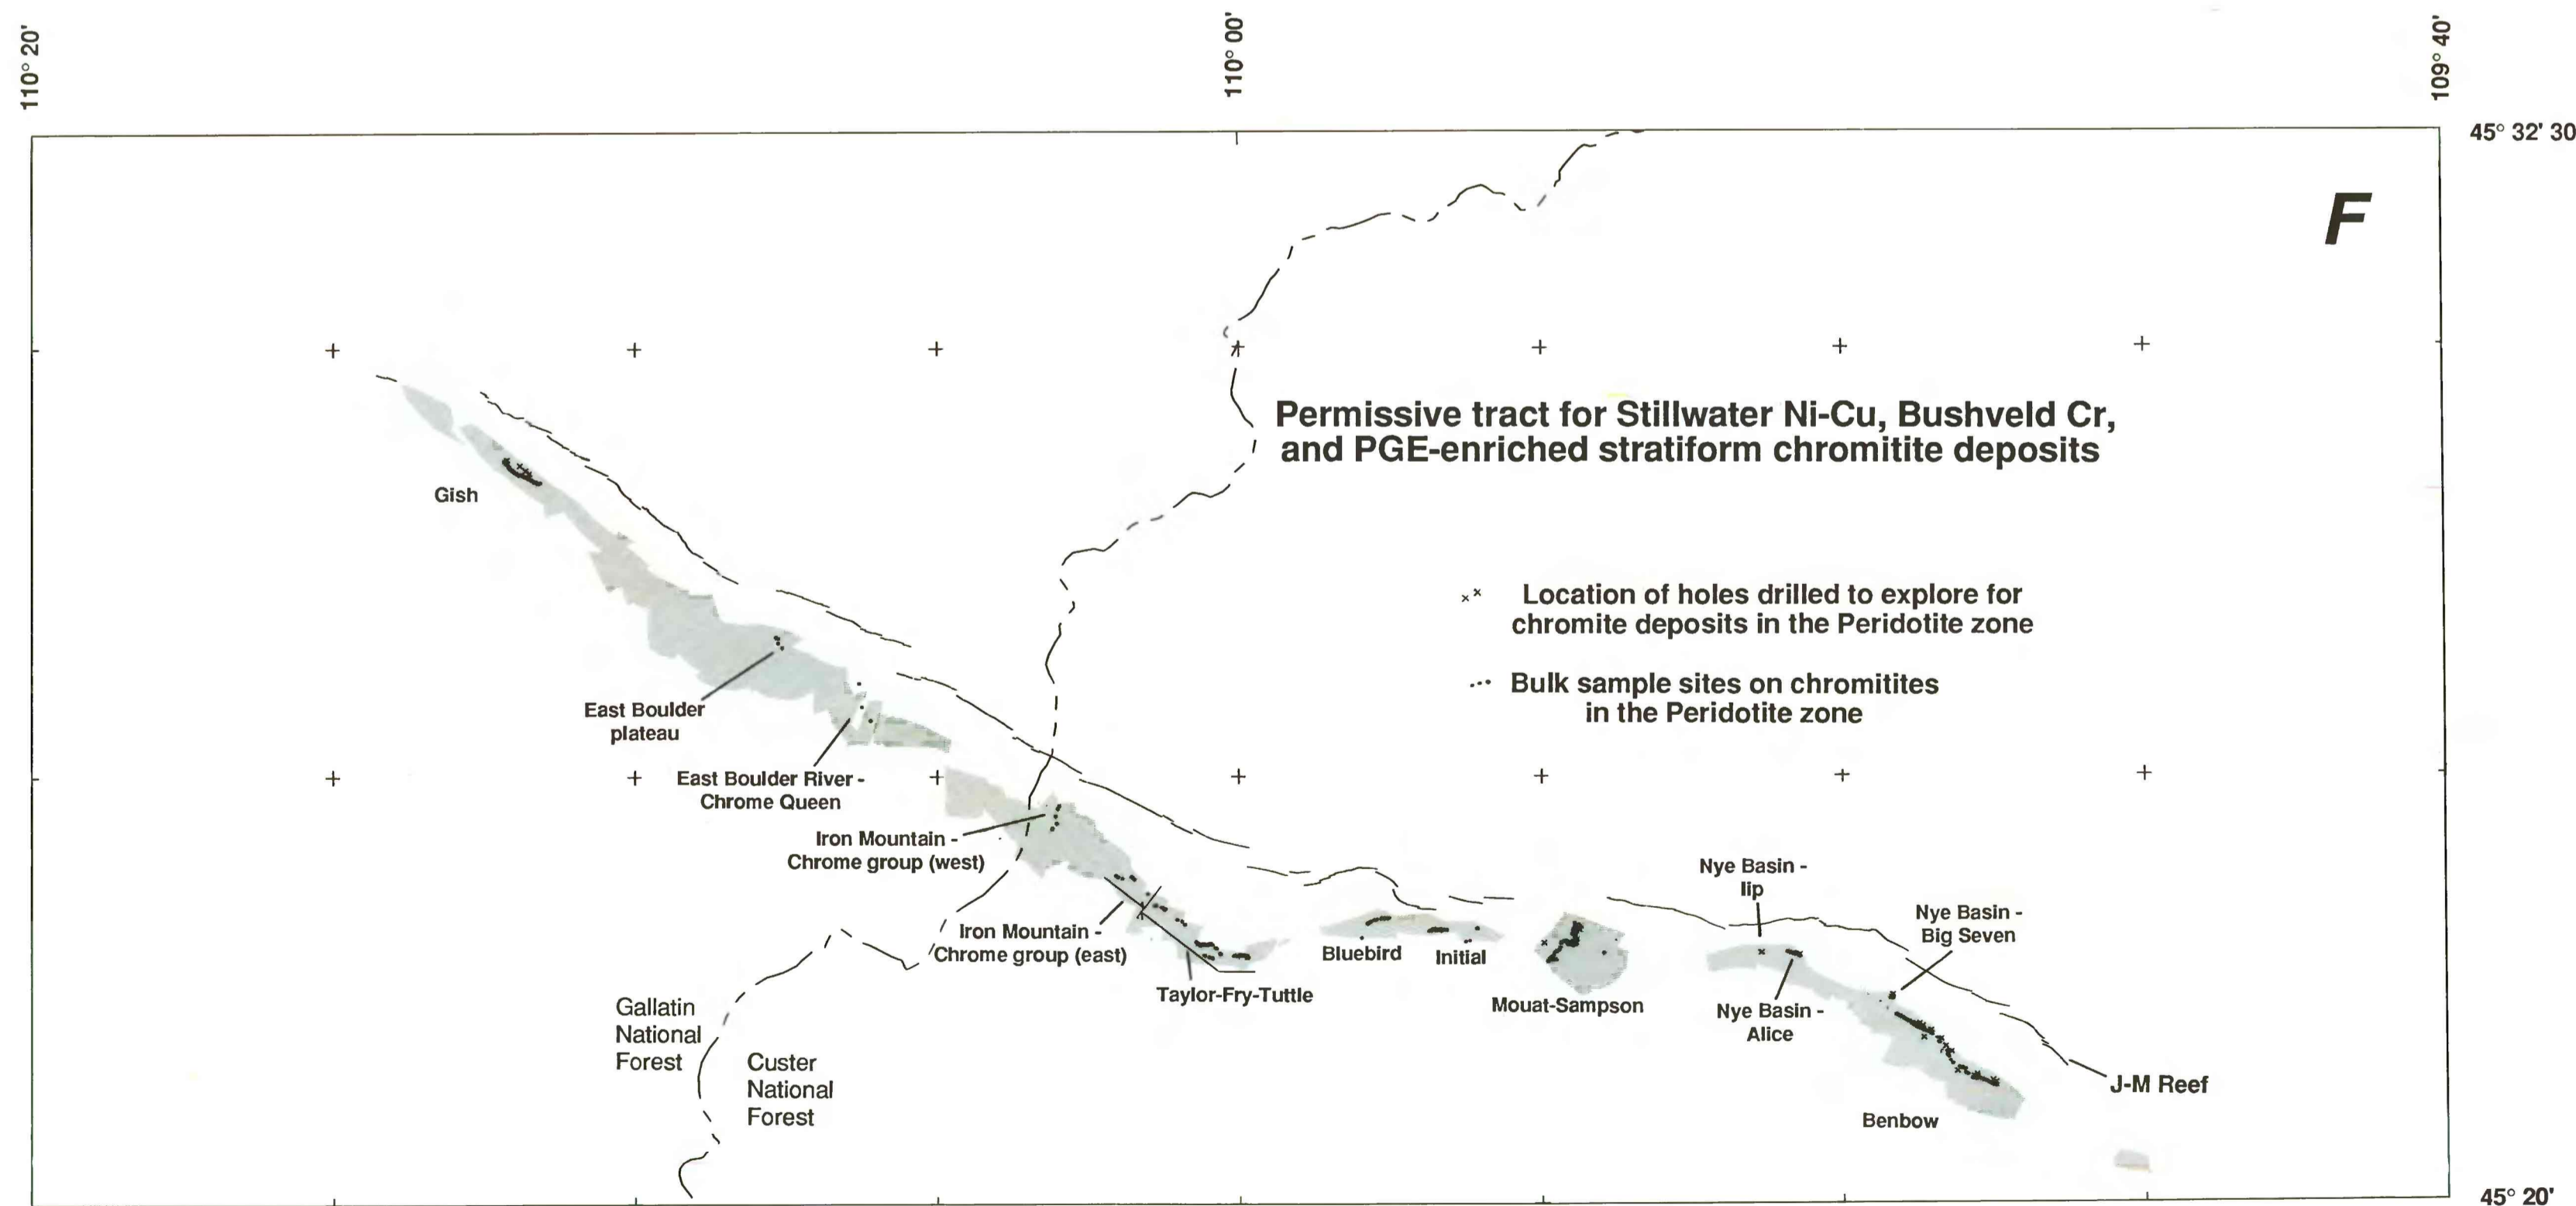 110° 20'
110° 00'
109° 40'
45° 32' 30
F
Permissive tract for Stillwater Ni-Cu, Bushveld Cr,
and PGE-enriched stratiform chromitite deposits
Gish
Location of holes drilled to explore for
chromite deposits in the Peridotite zone
Bulk sample sites on chromitites
in the Peridotite zone
East Boulder
plateau
East Boulder River -
Chrome Queen
Iron Mountain -
Chrome group (west)
Iron Mountain -
Chrome group (east)
Taylor-Fry-Tuttle
Bluebird
Initial
Mouat-Sampson
Nye Basin -
lip
Nye Basin -
Big Seven
Nye Basin -
Alice
Gallatin
National
Forest
Custer
National
Forest
J-M Reef
Benbow
45° 20'